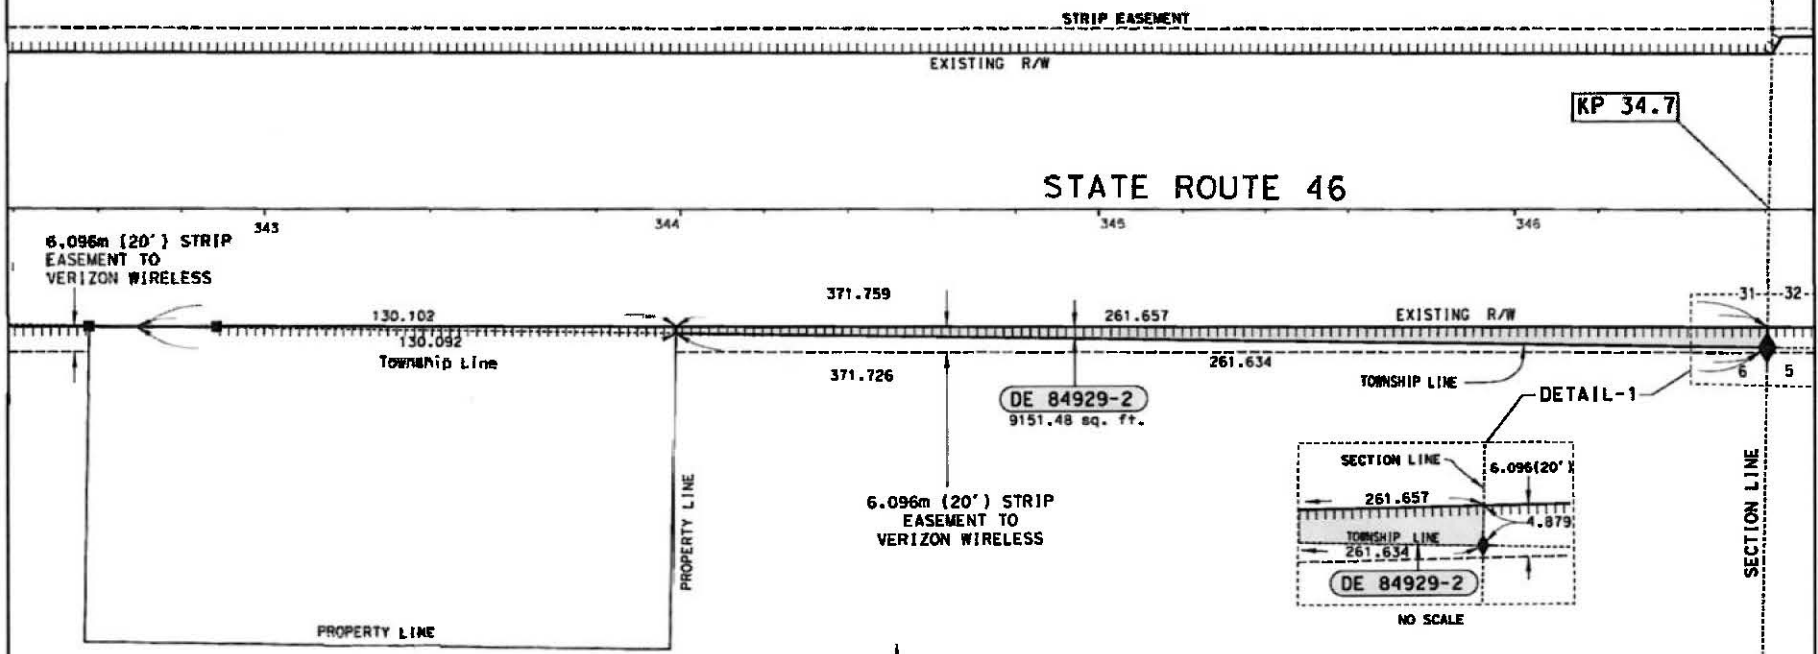 STRIP EASEMENT
EXISTING R/W
KP 34.7
STATE ROUTE 46
343
344
345
346
6.096m (20') STRIP
EASEMENT TO
VERIZON WIRELESS
371.759
31
32
130.102
261.657
EXISTING R/W
130.092
Township Line
371.726
261.634
TOWNSHIP LINE
6
5
DE 84929-2
9151.48 sq. ft.
DETAIL-1
SECTION LINE
6.096(20')
261.657
4.879
TOWNSHIP LINE
261.634
DE 84929-2
NO SCALE
6.096m (20') STRIP
EASEMENT TO
VERIZON WIRELESS
PROPERTY LINE
SECTION LINE
PROPERTY LINE